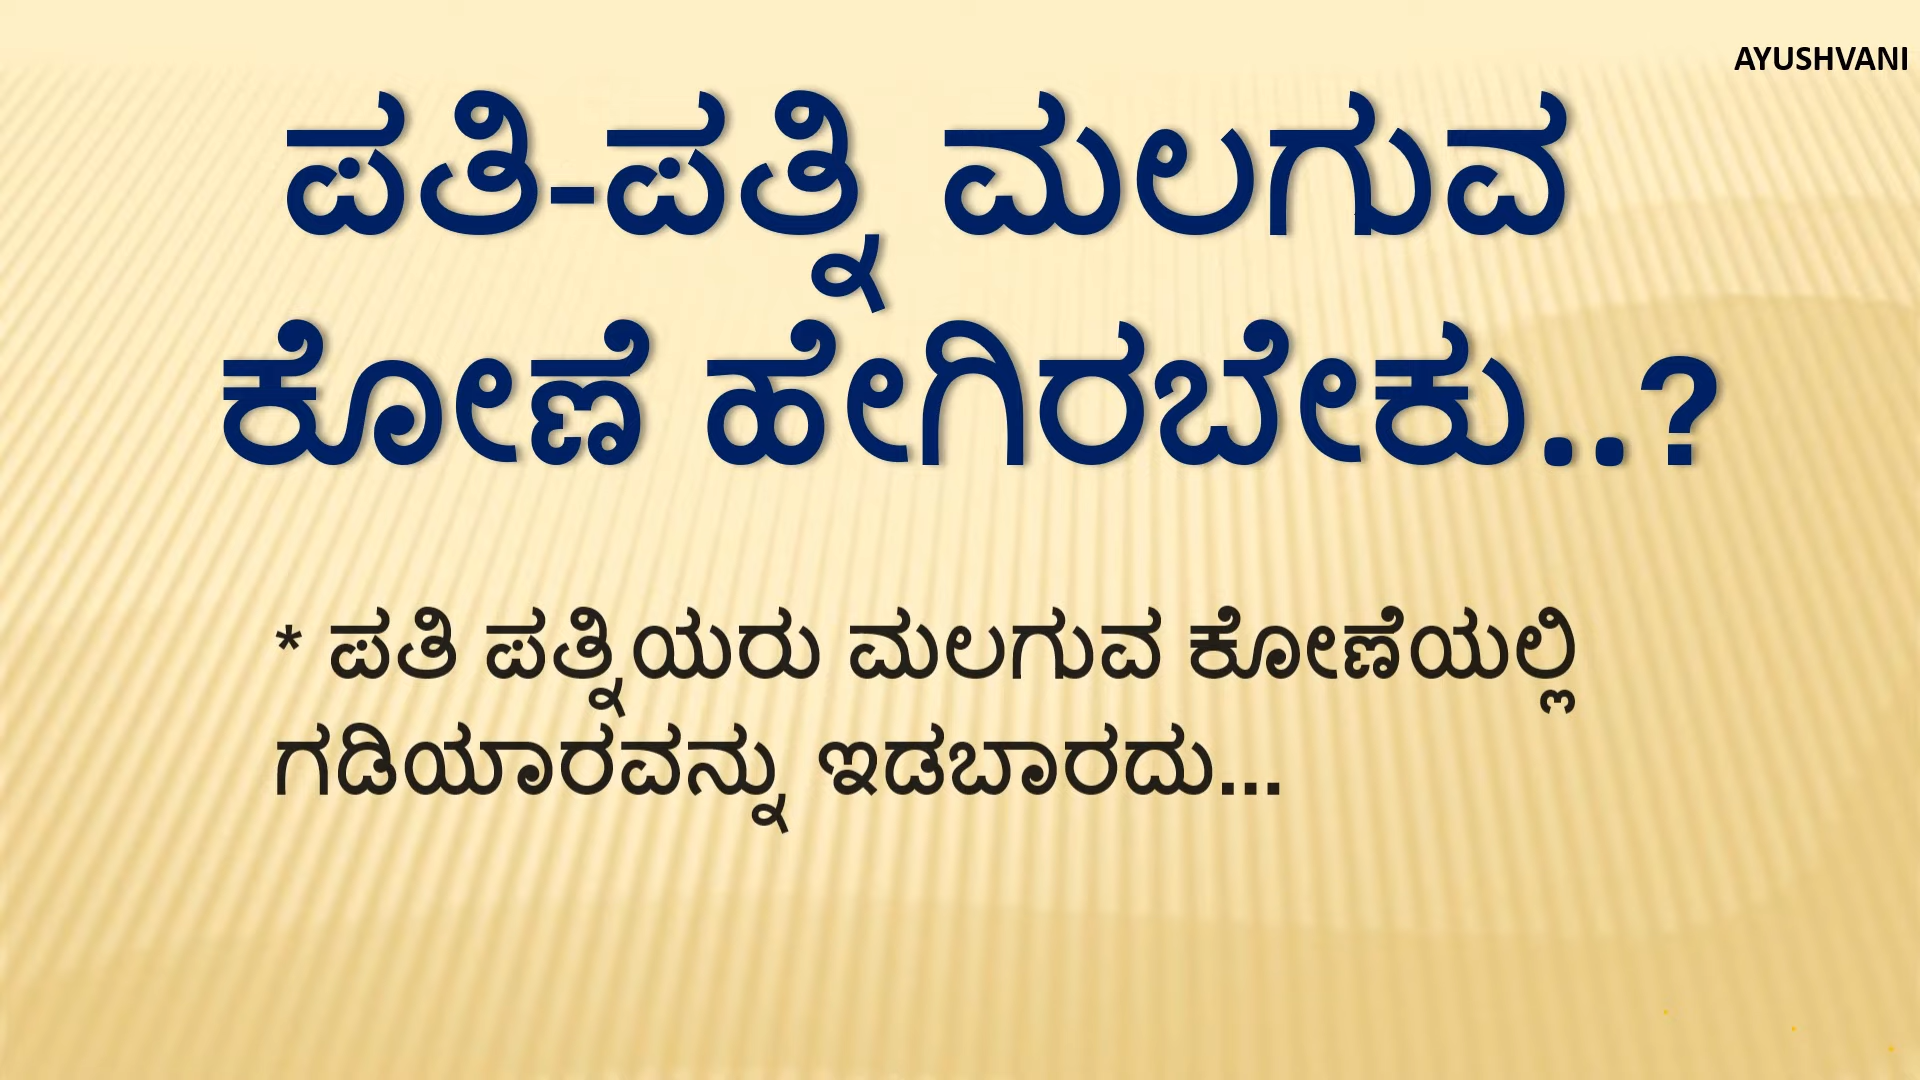 AYUSHVANI
ಪತಿ-ಪತ್ನಿ ಮಲಗುವ
ಕೋಣೆ ಹೇಗಿರಬೇಕು..?
* ಪತಿ ಪತ್ನಿಯರು ಮಲಗುವ ಕೋಣೆಯಲ್ಲಿ
ಗಡಿಯಾರವನ್ನು ಇಡಬಾರದು...